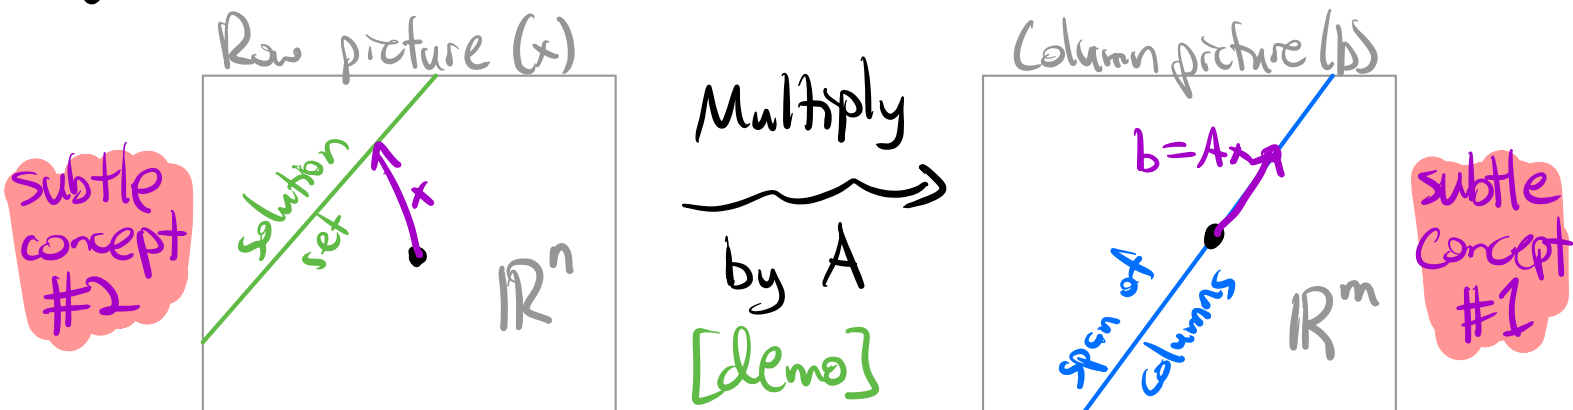 Row picture (x)
Column picture (b)
subtle
concept
#2
solution
set
x
ℝⁿ
Multiply
by A
[demo]
b=Ax
span of
columns
ℝᵐ
subtle
concept
#1